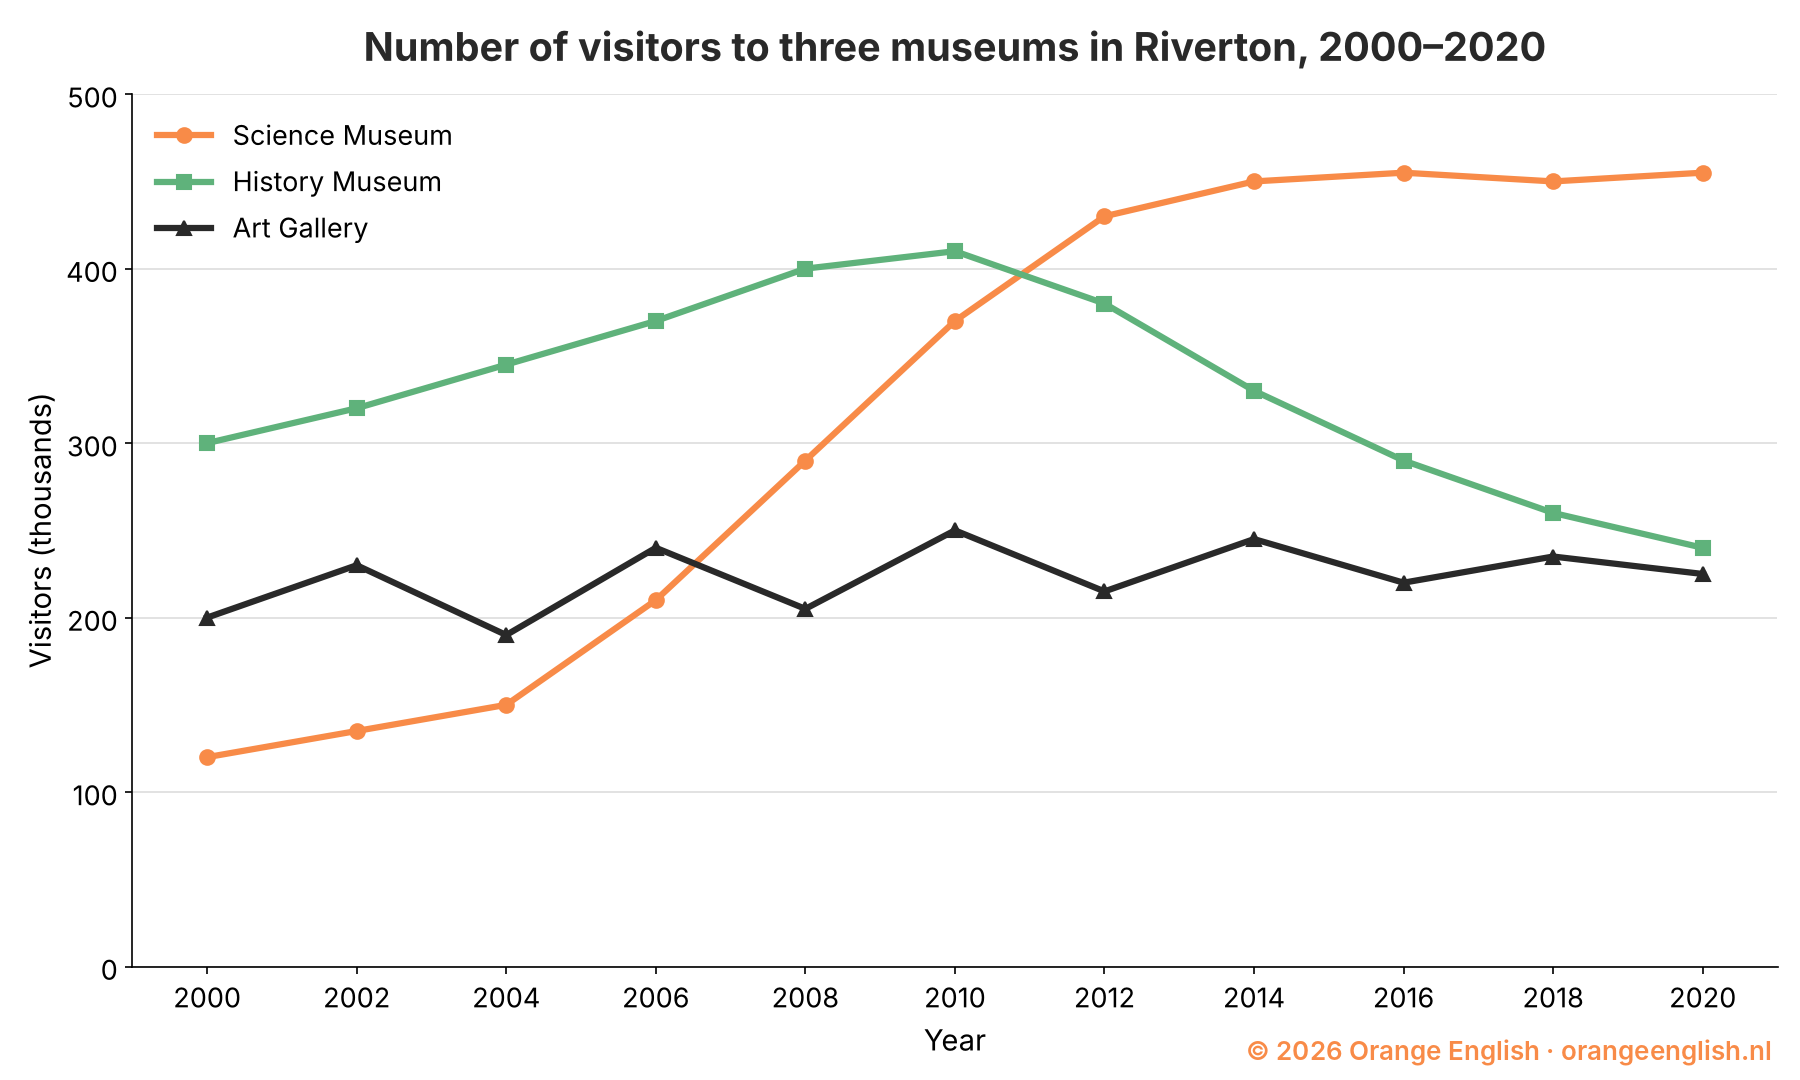 Number of visitors to three museums in Riverton, 2000–2020
500
Science Museum
History Museum
Art Gallery
400
300
200
100
0
Visitors (thousands)
2000 2002 2004 2006 2008 2010 2012 2014 2016 2018 2020
Year
© 2026 Orange English · orangeenglish.nl